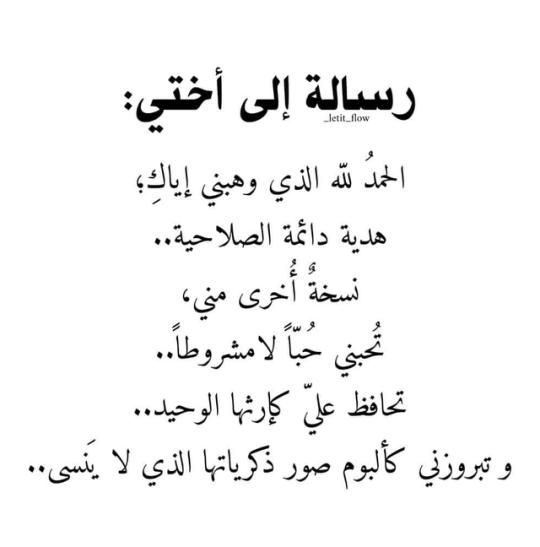 رسالة إلى أختي:
_letit_flow
الحمدُ لله الذي وهبني إياكِ؛
هدية دائمة الصلاحية..
نسخةٌ أُخرى مني،
تُحبني حُبّاً لامشروطاً..
تحافظ عليّ كإرثها الوحيد..
و تبروزني كألبوم صور ذكرياتها الذي لا يَنسى..